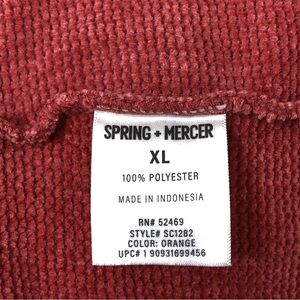 SPRING + MERCER
XL
100% POLYESTER
MADE IN INDONESIA
RN# 52469
STYLE# SC1282
COLOR: ORANGE
UPC# 1 90931699456